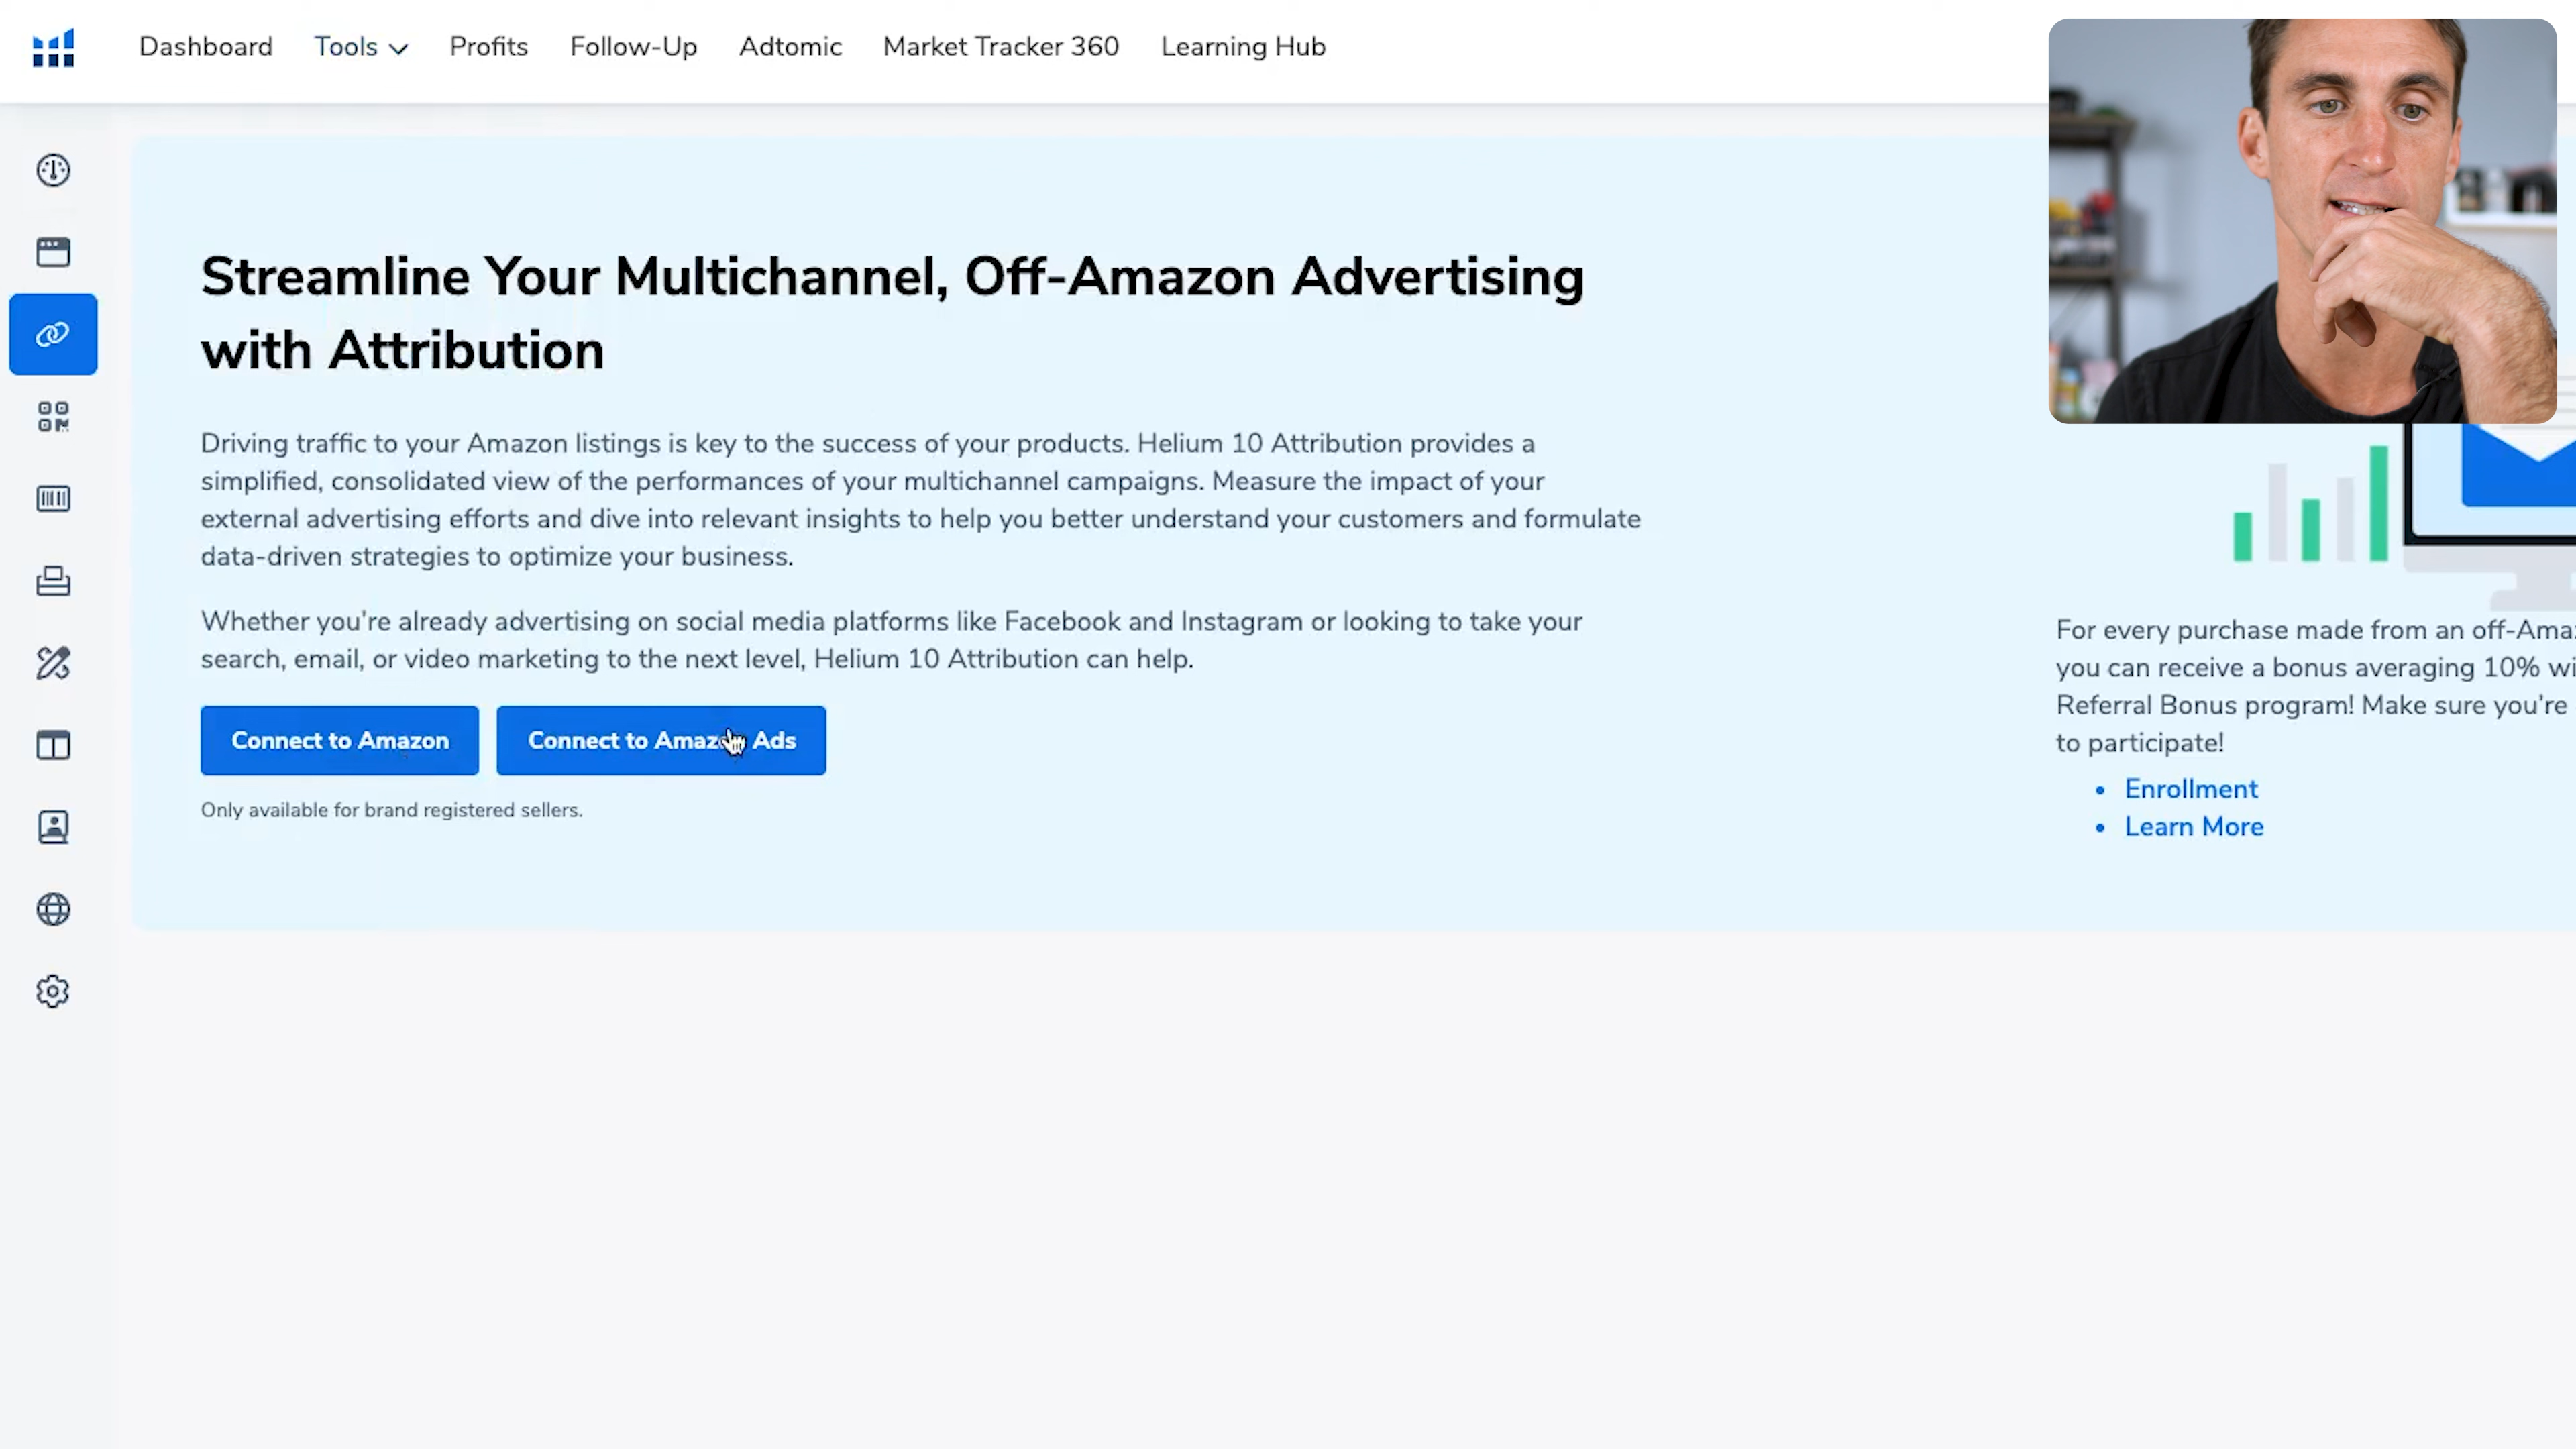 Dashboard Tools Profits Follow-Up Adtomic Market Tracker 360 Learning Hub
Streamline Your Multichannel, Off-Amazon Advertising
with Attribution
Driving traffic to your Amazon listings is key to the success of your products. Helium 10 Attribution provides a
simplified, consolidated view of the performances of your multichannel campaigns. Measure the impact of your
external advertising efforts and dive into relevant insights to help you better understand your customers and formulate
data-driven strategies to optimize your business.
Whether you're already advertising on social media platforms like Facebook and Instagram or looking to take your
search, email, or video marketing to the next level, Helium 10 Attribution can help.
Connect to Amazon Connect to Amazon Ads
Only available for brand registered sellers.
For every purchase made from an
you can receive a bonus averaging 10%
Referral Bonus program! Make sure you're
to participate!
• Enrollment
• Learn More